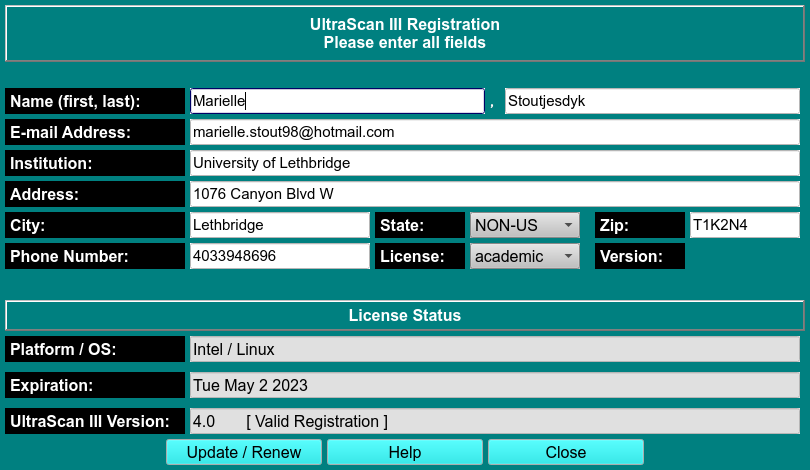 UltraScan III Registration
Please enter all fields
Name (first, last): Marielle , Stoutjesdyk
E-mail Address: marielle.stout98@hotmail.com
Institution: University of Lethbridge
Address: 1076 Canyon Blvd W
City: Lethbridge State: NON-US Zip: T1K2N4
Phone Number: 4033948696 License: academic Version:
License Status
Platform / OS: Intel / Linux
Expiration: Tue May 2 2023
UltraScan III Version: 4.0 [ Valid Registration ]
Update / Renew Help Close